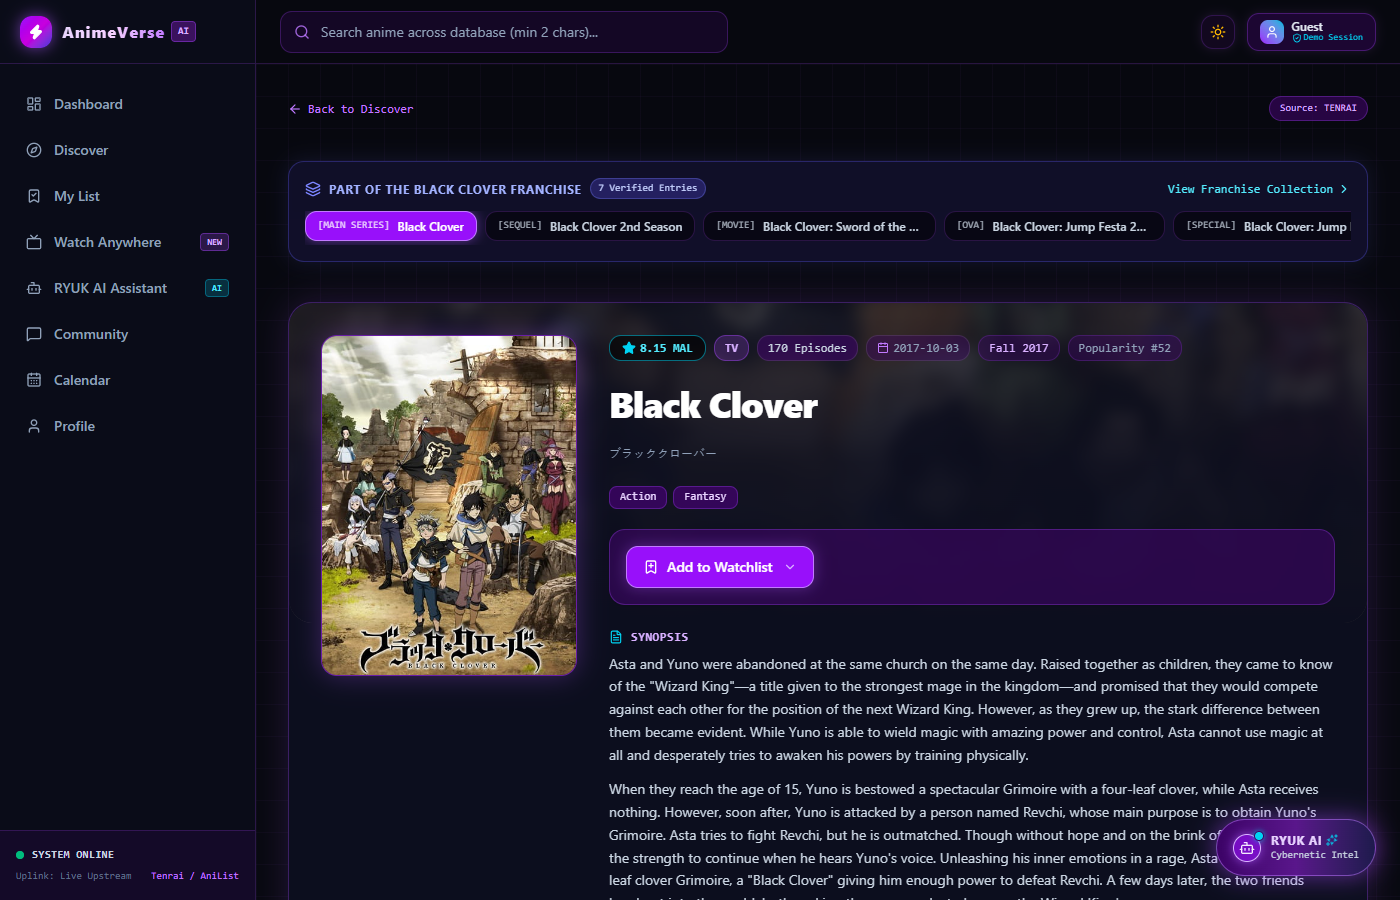 AnimeVerse AI
Search anime across database (min 2 chars)...
Guest
Demo Session
Dashboard
Discover
My List
Watch Anywhere NEW
RYUK AI Assistant AI
Community
Calendar
Profile
SYSTEM ONLINE
Uplink: Live Upstream Tenrai / AniList
Back to Discover
Source: TENRAI
PART OF THE BLACK CLOVER FRANCHISE 7 Verified Entries
View Franchise Collection
[MAIN SERIES] Black Clover
[SEQUEL] Black Clover 2nd Season
[MOVIE] Black Clover: Sword of the ...
[OVA] Black Clover: Jump Festa 2...
[SPECIAL] Black Clover: Jump
ブラッククローバー
BLACK CLOVER
8.15 MAL
TV
170 Episodes
2017-10-03
Fall 2017
Popularity #52
Black Clover
ブラッククローバー
Action
Fantasy
Add to Watchlist
SYNOPSIS
Asta and Yuno were abandoned at the same church on the same day. Raised together as children, they came to know
of the "Wizard King"—a title given to the strongest mage in the kingdom—and promised that they would compete
against each other for the position of the next Wizard King. However, as they grew up, the stark difference between
them became evident. While Yuno is able to wield magic with amazing power and control, Asta cannot use magic at
all and desperately tries to awaken his powers by training physically.
When they reach the age of 15, Yuno is bestowed a spectacular Grimoire with a four-leaf clover, while Asta receives
nothing. However, soon after, Yuno is attacked by a person named Revchi, whose main purpose is to obtain Yuno's
Grimoire. Asta tries to fight Revchi, but he is outmatched. Though without hope and on the brink of
the strength to continue when he hears Yuno's voice. Unleashing his inner emotions in a rage, Asta
leaf clover Grimoire, a "Black Clover" giving him enough power to defeat Revchi. A few days later, the two friends
RYUK AI
Cybernetic Intel